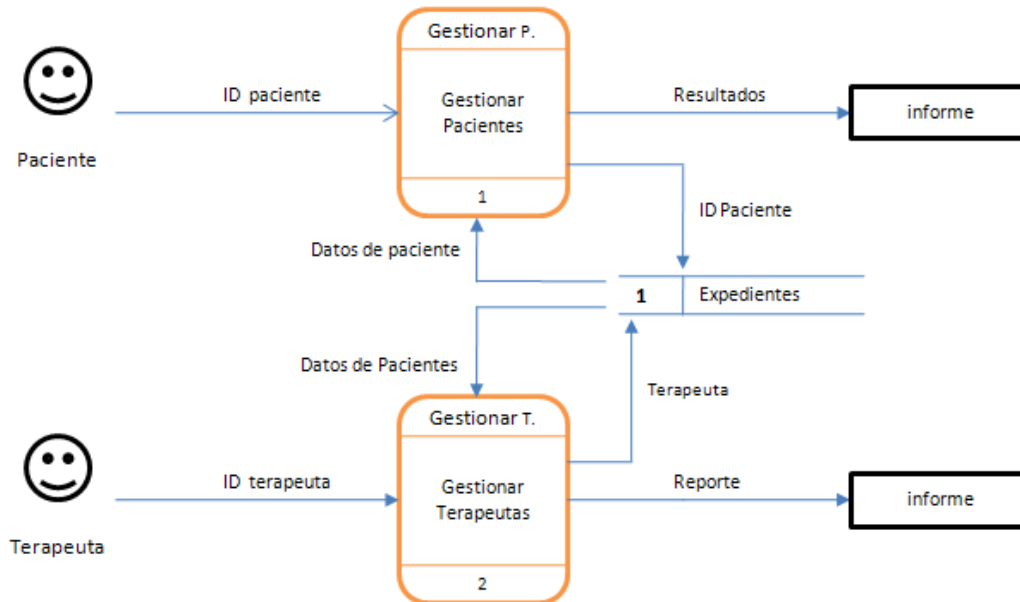 Gestionar P.
ID paciente
Gestionar
Pacientes
Resultados
informe
Paciente
1
ID Paciente
Datos de paciente
1
Expedientes
Datos de Pacientes
Terapeuta
Gestionar T.
ID terapeuta
Gestionar
Terapeutas
Reporte
informe
Terapeuta
2